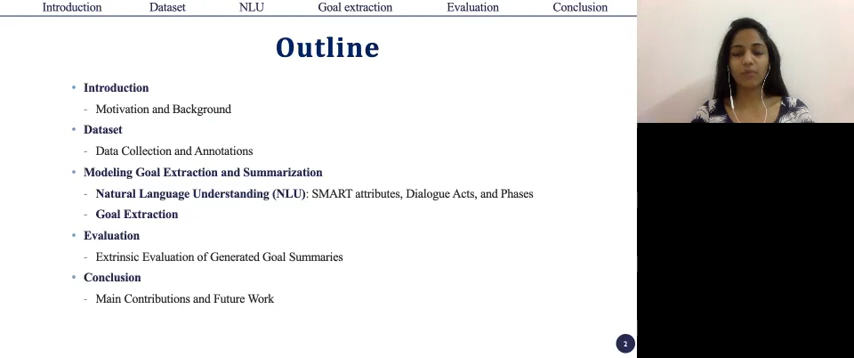 Introduction Dataset NLU Goal extraction Evaluation Conclusion
Outline
• Introduction
- Motivation and Background
• Dataset
- Data Collection and Annotations
• Modeling Goal Extraction and Summarization
- Natural Language Understanding (NLU): SMART attributes, Dialogue Acts, and Phases
- Goal Extraction
• Evaluation
- Extrinsic Evaluation of Generated Goal Summaries
• Conclusion
- Main Contributions and Future Work
2